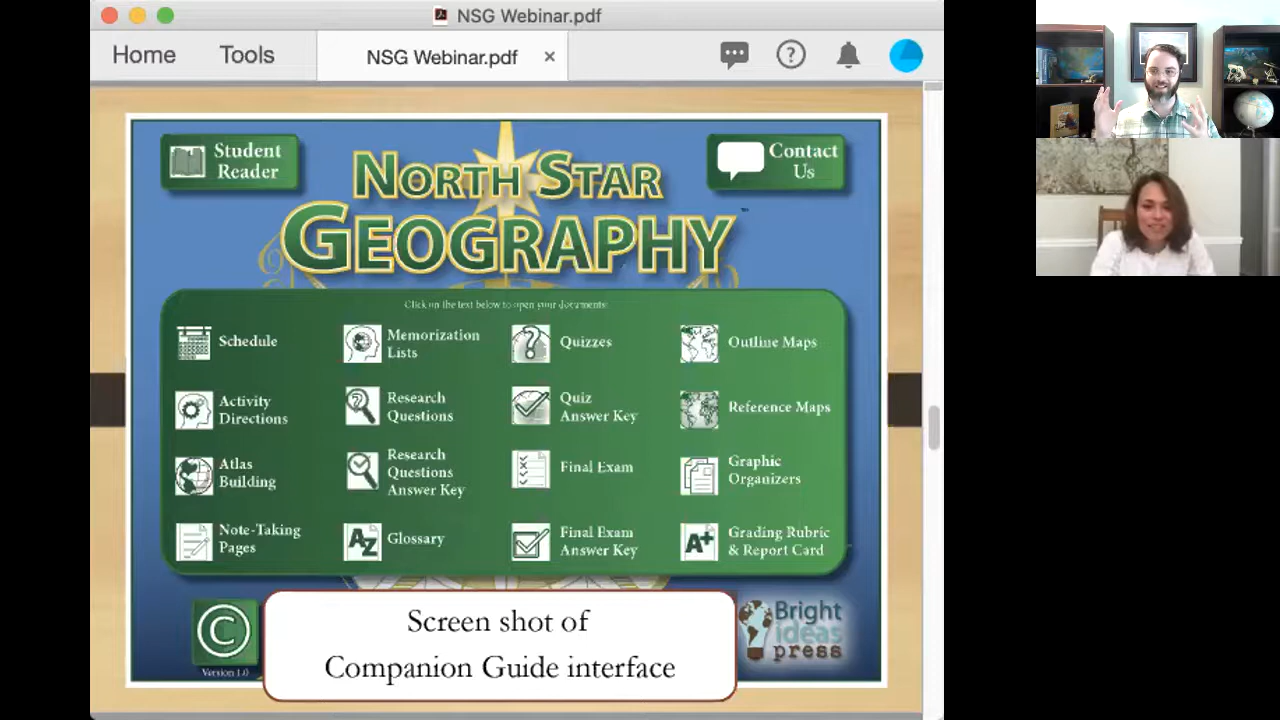 NSG Webinar.pdf
Home
Tools
NSG Webinar.pdf
Student
Reader
NORTH STAR
GEOGRAPHY
Contact
Us
Click on the text below to open your documents:
Schedule
Memorization
Lists
Quizzes
Outline Maps
Activity
Directions
Research
Questions
Quiz
Answer Key
Reference Maps
Atlas
Building
Research
Questions
Answer Key
Final Exam
Graphic
Organizers
Note-Taking
Pages
AZ
Glossary
Final Exam
Answer Key
A+
Grading Rubric
& Report Card
©
Version 1.0
Screen shot of
Companion Guide interface
Bright
ideas
press